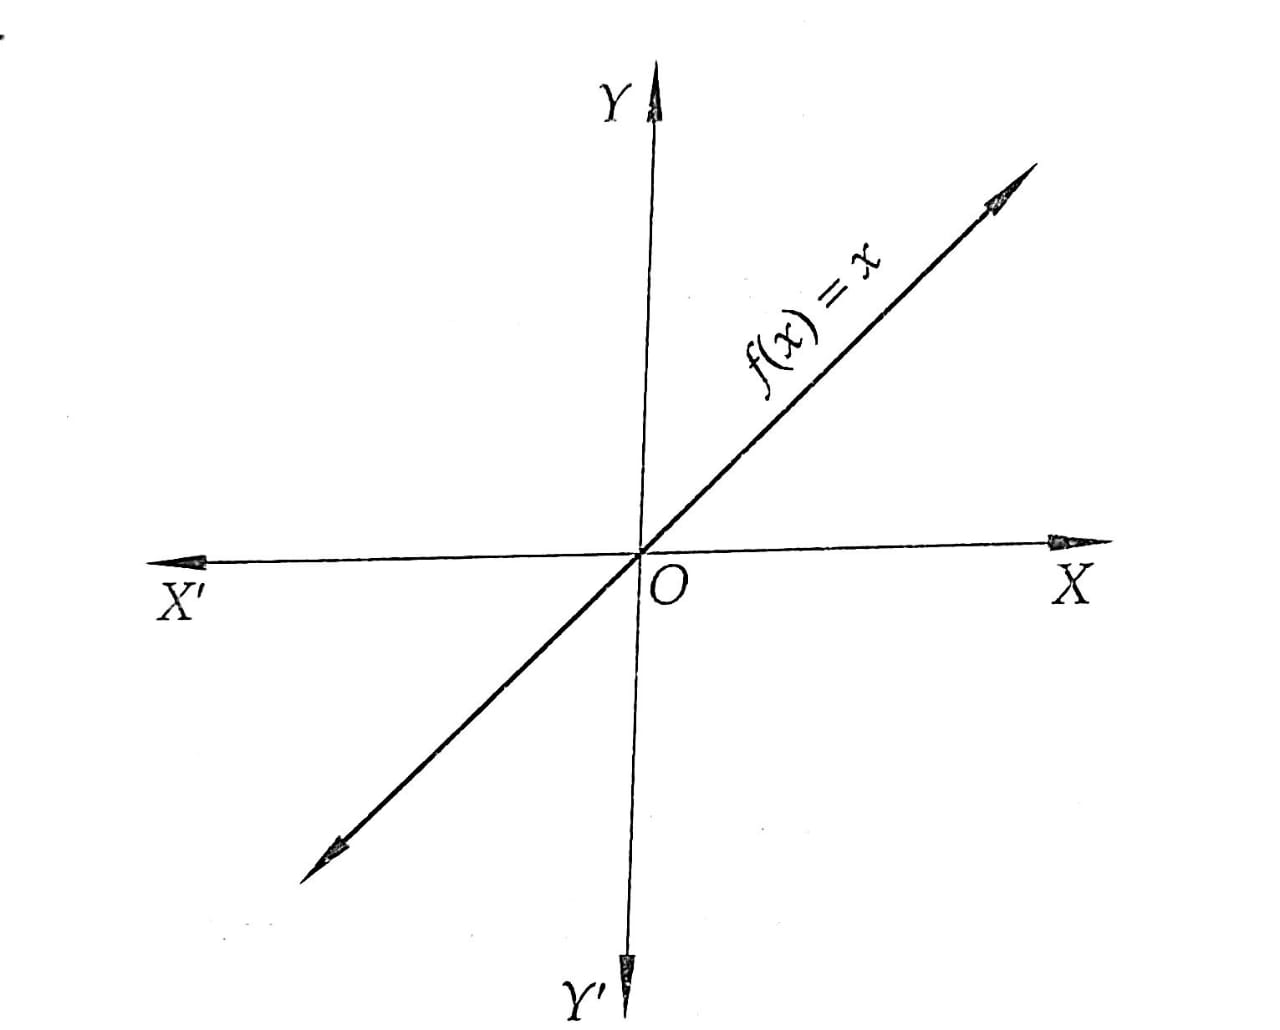 Y
f(x) = x
X'
O
X
Y'